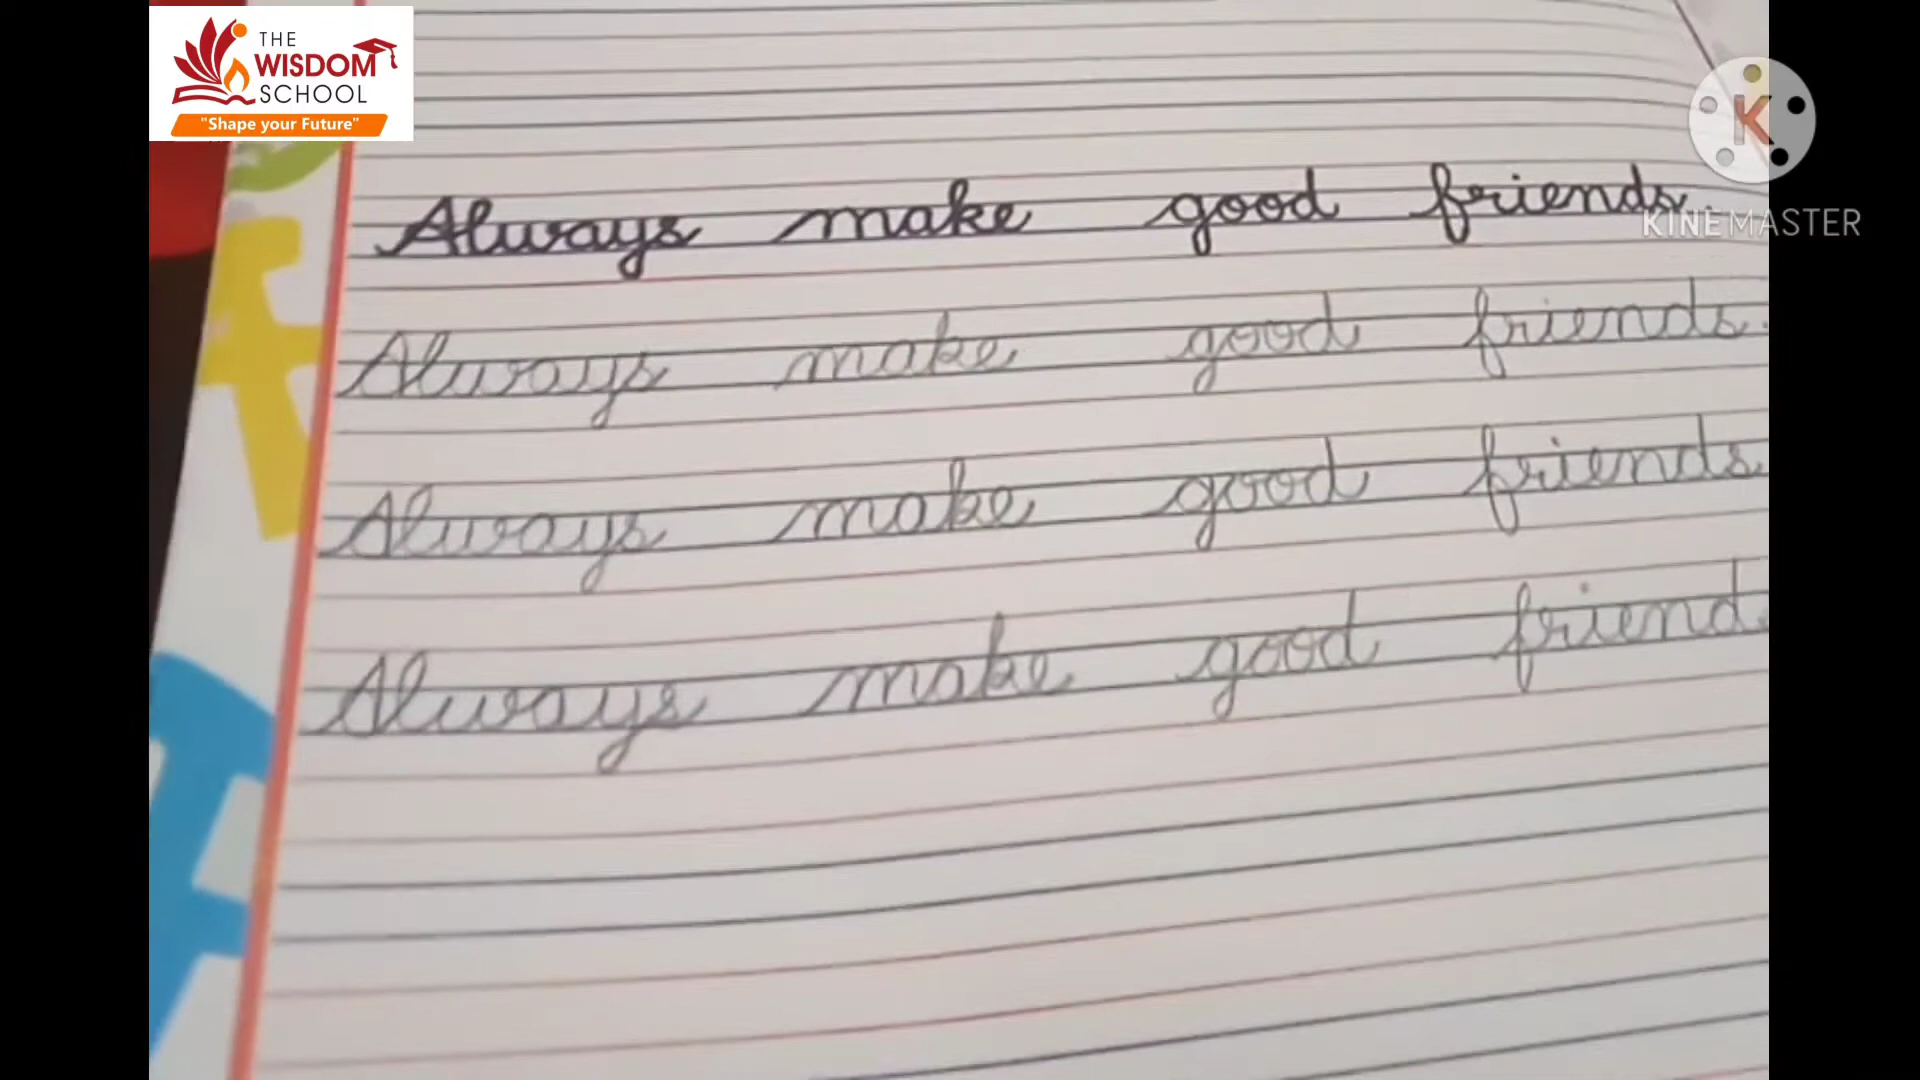 THE
WISDOM
SCHOOL
"Shape your Future"
K
KINEMASTER
Always make good friends.
Always make good friends.
Always make good friends
Always make good friend